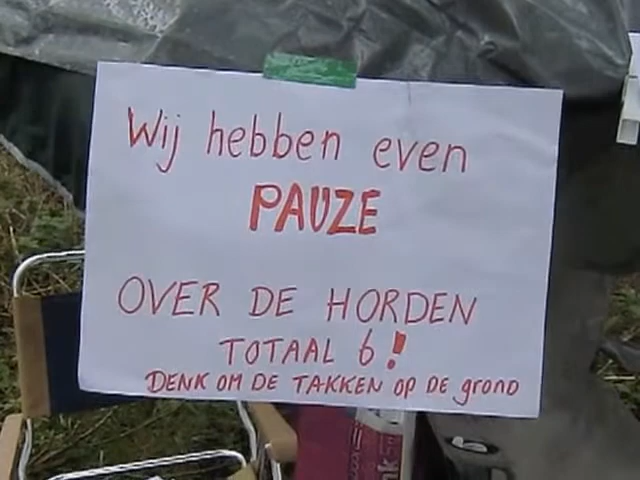 Wij hebben even
PAUZE
OVER DE HORDEN
TOTAAL 6!
DENK OM DE TAKKEN OP DE grond